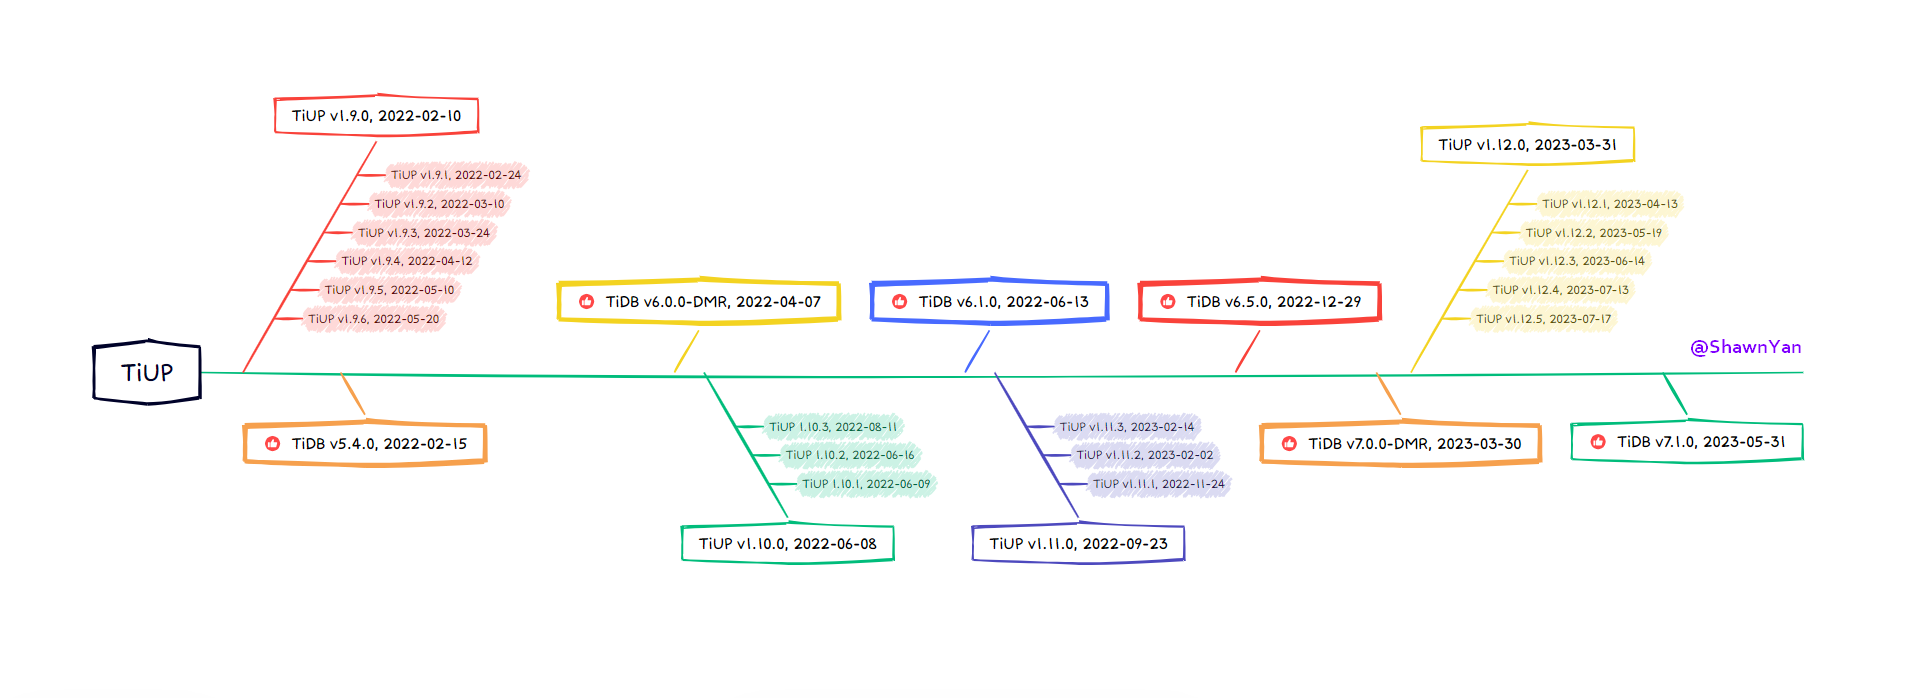 TiUP
TiUP v1.9.0, 2022-02-10
TiUP v1.9.1, 2022-02-24
TiUP v1.9.2, 2022-03-10
TiUP v1.9.3, 2022-03-24
TiUP v1.9.4, 2022-04-12
TiUP v1.9.5, 2022-05-10
TiUP v1.9.6, 2022-05-20
TiDB v5.4.0, 2022-02-15
TiDB v6.0.0-DMR, 2022-04-07
TiUP 1.10.3, 2022-08-11
TiUP 1.10.2, 2022-06-16
TiUP 1.10.1, 2022-06-09
TiUP v1.10.0, 2022-06-08
TiDB v6.1.0, 2022-06-13
TiUP v1.11.3, 2023-02-14
TiUP v1.11.2, 2023-02-02
TiUP v1.11.1, 2022-11-24
TiUP v1.11.0, 2022-09-23
TiDB v6.5.0, 2022-12-29
TiDB v7.0.0-DMR, 2023-03-30
TiUP v1.12.0, 2023-03-31
TiUP v1.12.1, 2023-04-13
TiUP v1.12.2, 2023-05-19
TiUP v1.12.3, 2023-06-14
TiUP v1.12.4, 2023-07-13
TiUP v1.12.5, 2023-07-17
TiDB v7.1.0, 2023-05-31
@ShawnYan